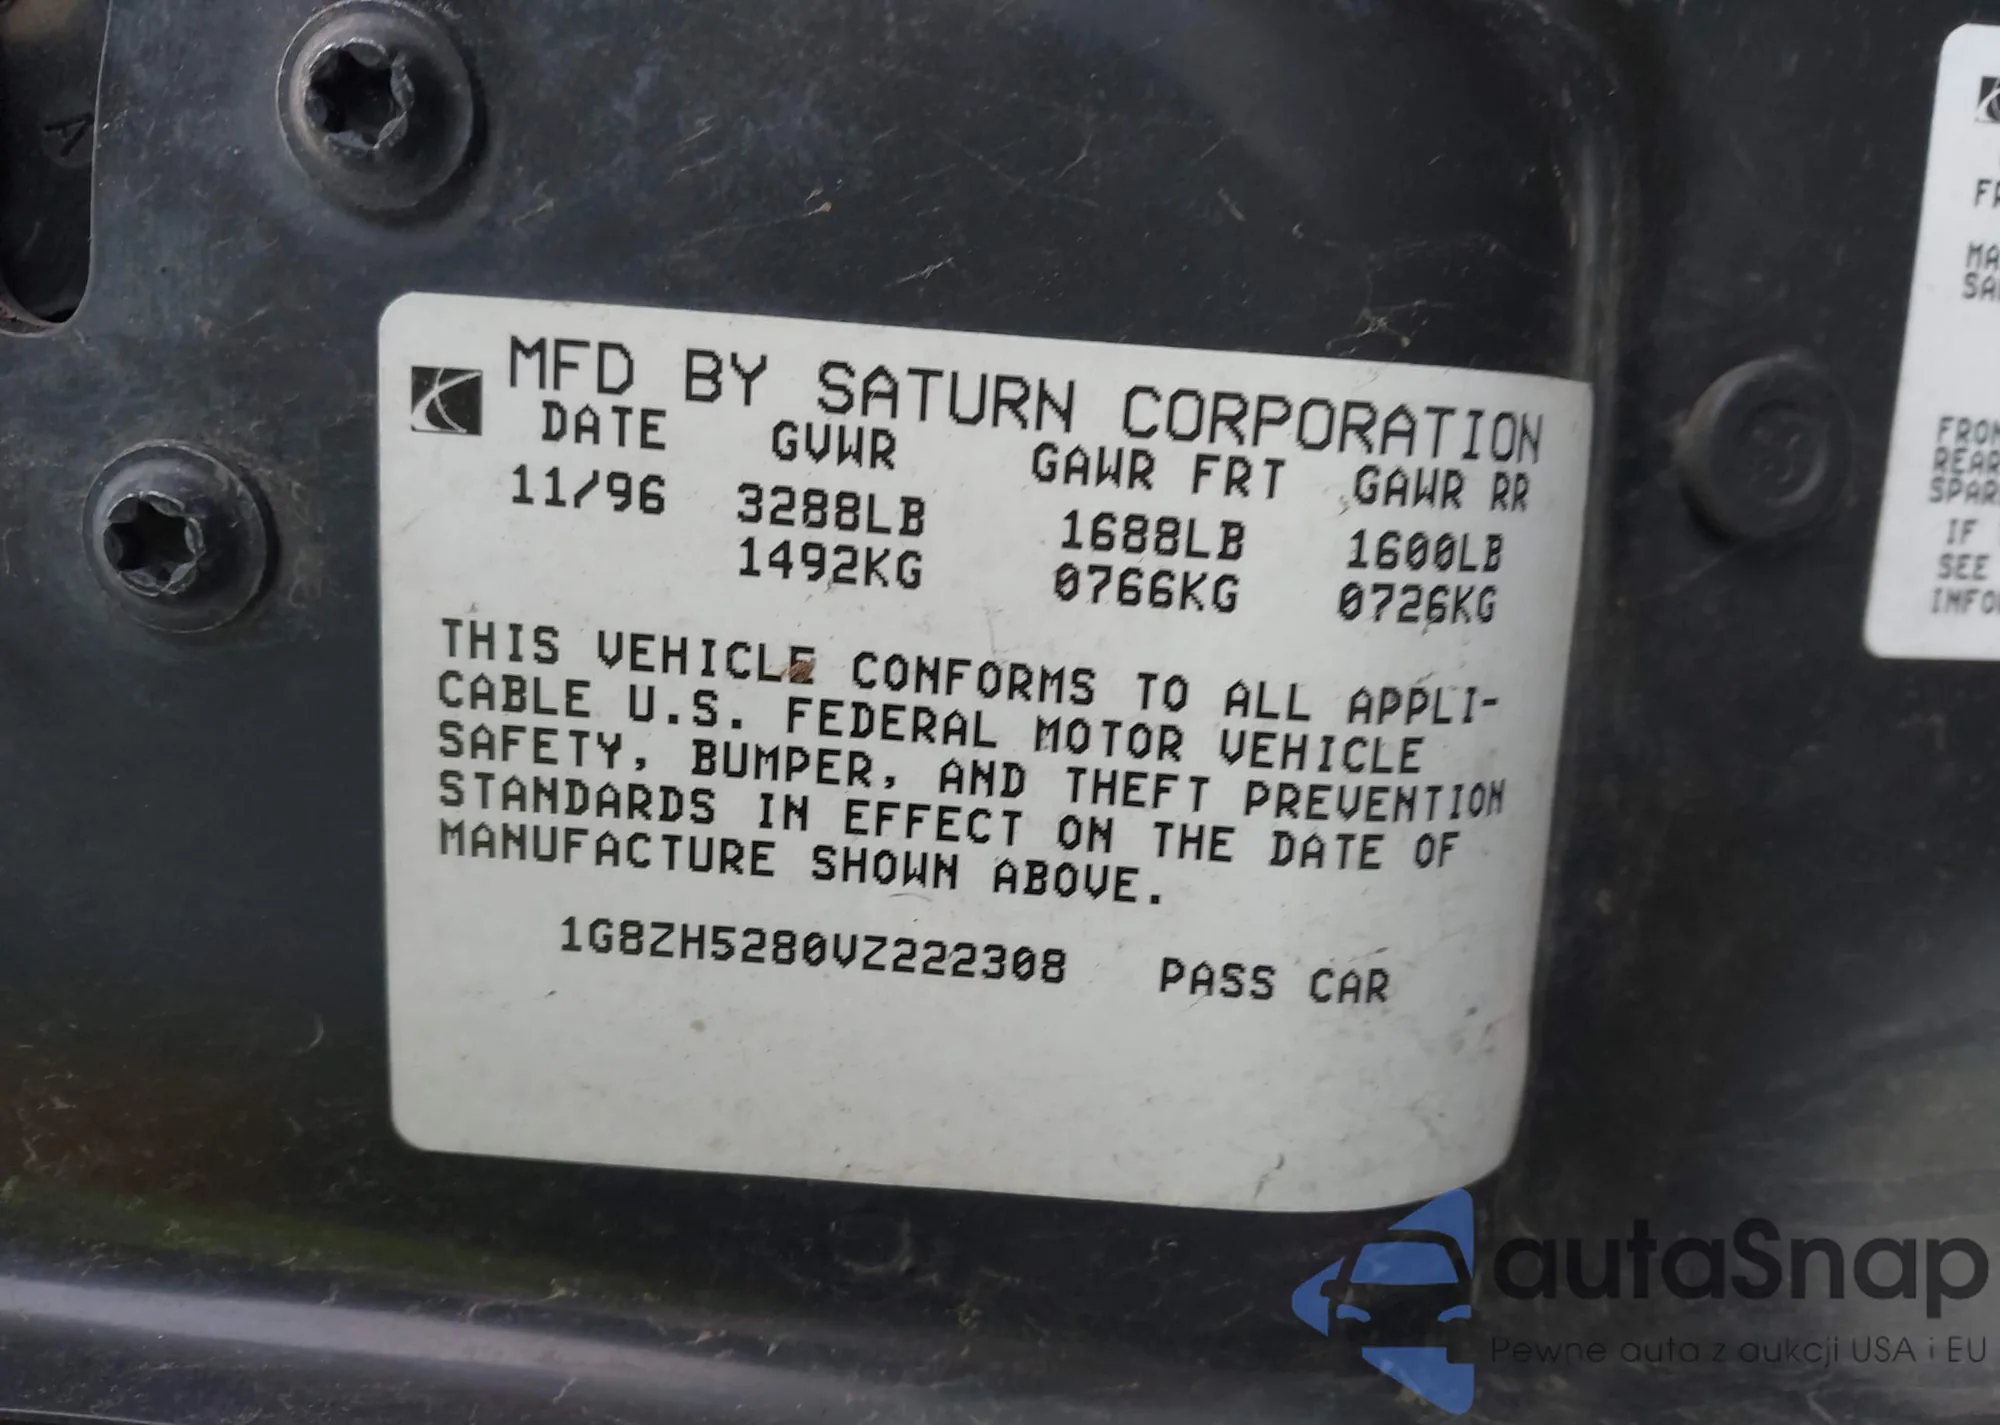 MFD BY SATURN CORPORATION
DATE GVWR GAWR FRT GAWR RR
11/96 3288LB 1688LB 1600LB
1492KG 0766KG 0726KG
THIS VEHICLE CONFORMS TO ALL APPLI-
CABLE U.S. FEDERAL MOTOR VEHICLE
SAFETY, BUMPER, AND THEFT PREVENTION
STANDARDS IN EFFECT ON THE DATE OF
MANUFACTURE SHOWN ABOVE.
1G8ZH5280VZ222308 PASS CAR
IF
SEE
autaSnap
Pewne auta z aukcji USA i EU